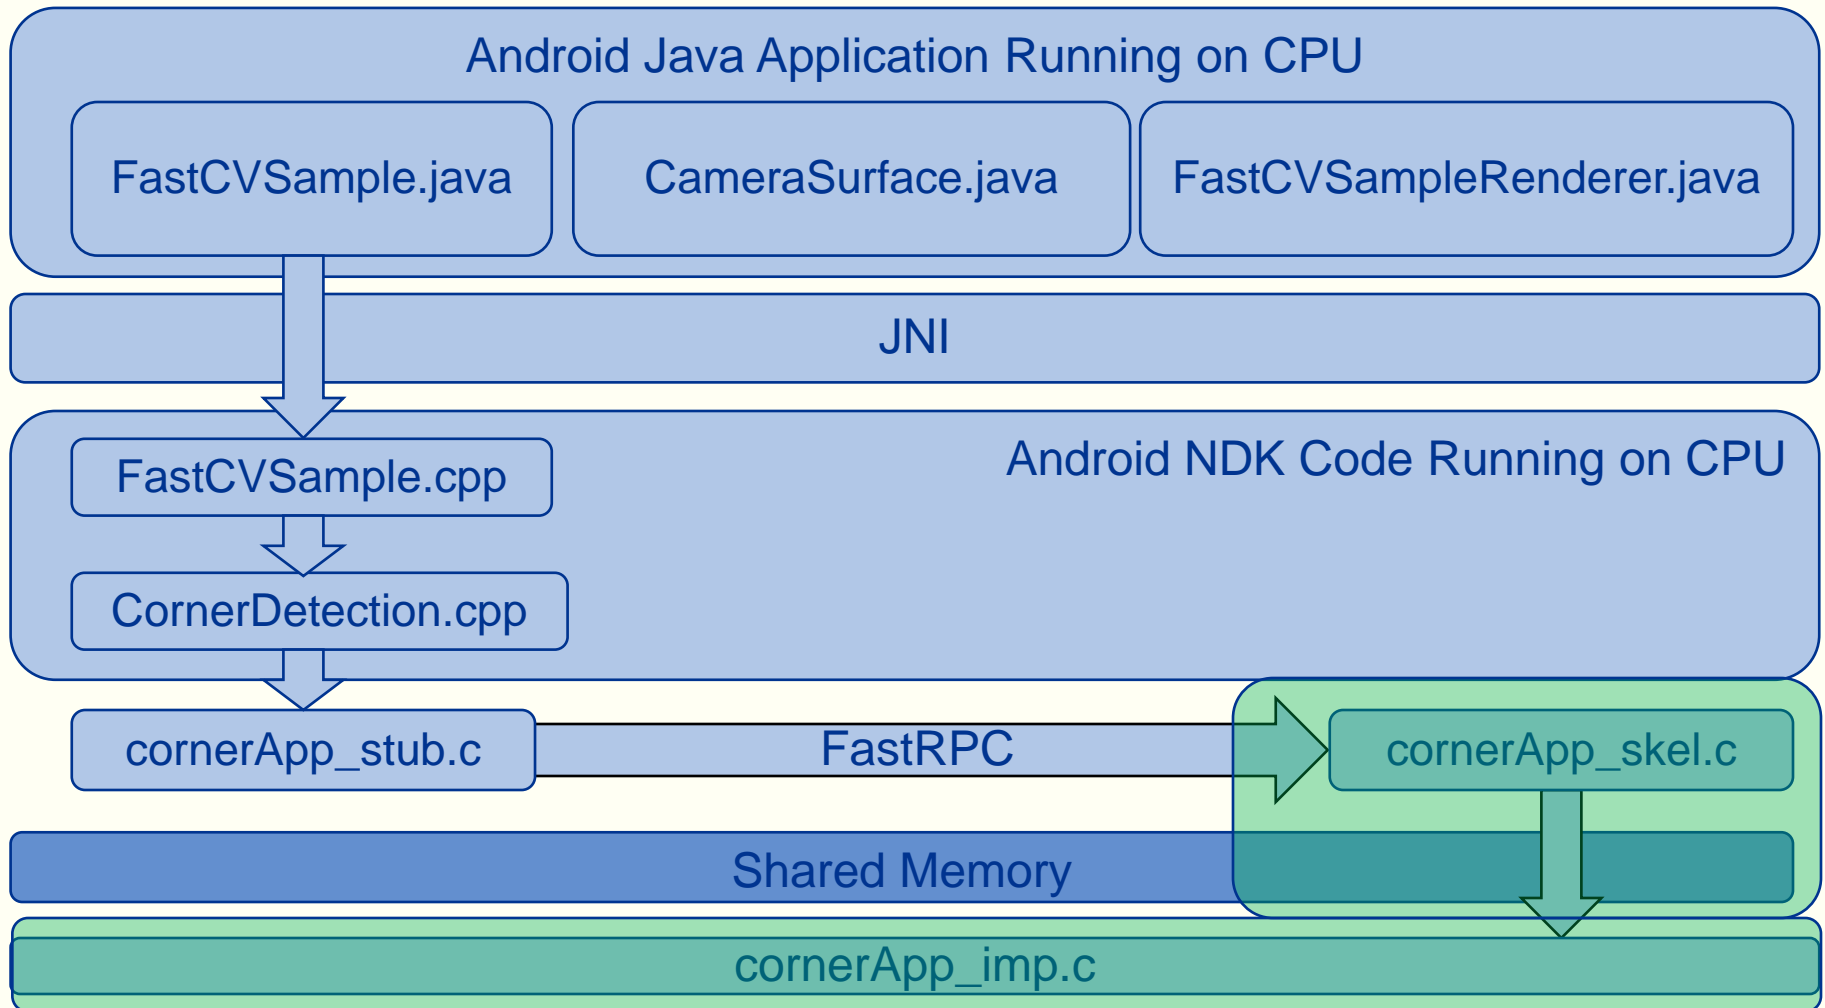 Android Java Application Running on CPU
FastCVSample.java
CameraSurface.java
FastCVSampleRenderer.java
JNI
Android NDK Code Running on CPU
FastCVSample.cpp
CornerDetection.cpp
cornerApp_stub.c
FastRPC
cornerApp_skel.c
Shared Memory
cornerApp_imp.c